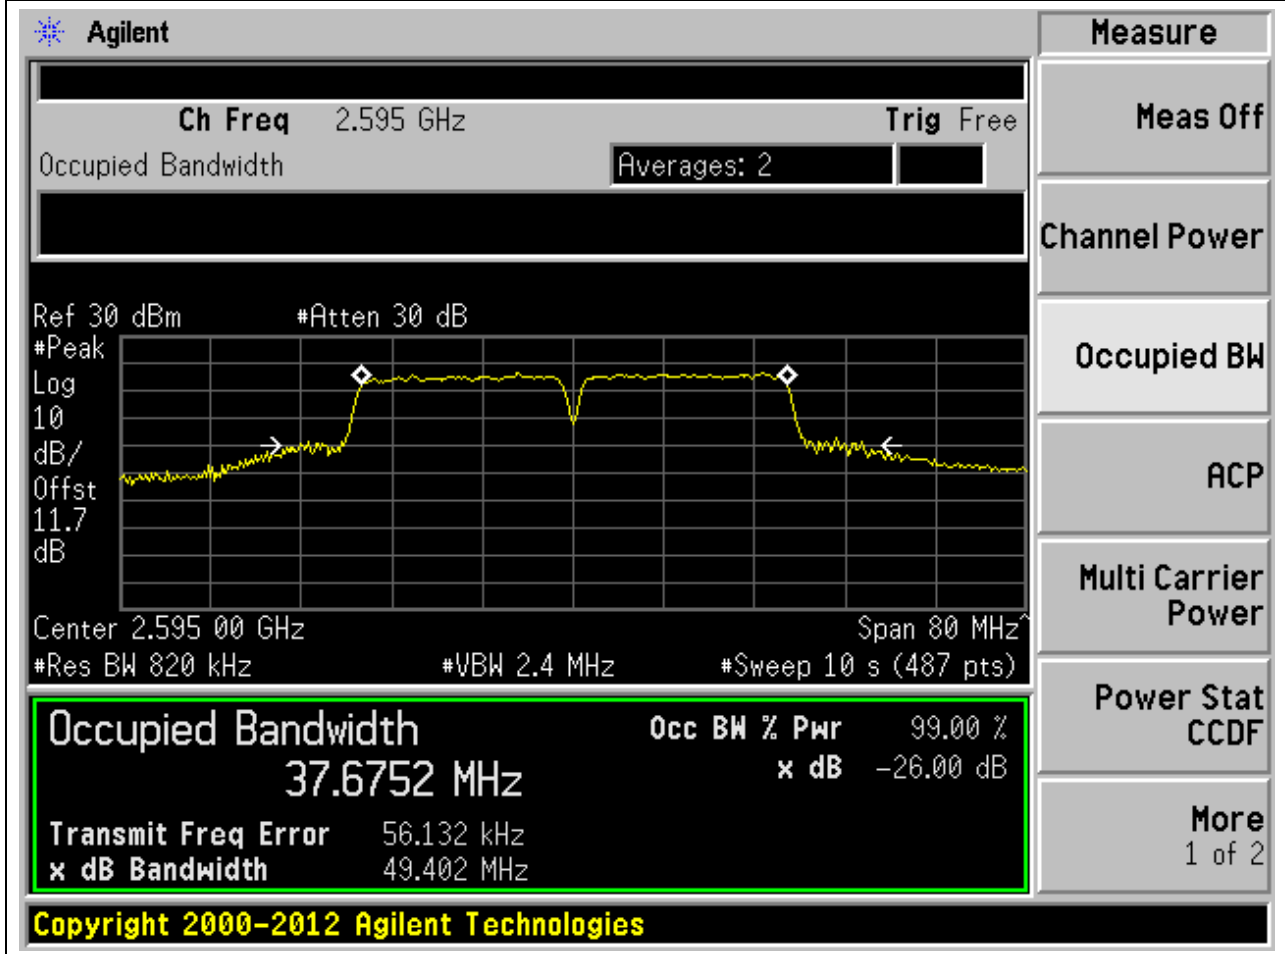 Agilent
Measure
Ch Freq 2.595 GHz Trig Free
Occupied Bandwidth Averages: 2
Meas Off
Channel Power
Ref 30 dBm #Atten 30 dB
#Peak
Log
10
dB/
Offst
11.7
dB
Occupied BW
ACP
Center 2.595 00 GHz Span 80 MHz^
#Res BW 820 kHz #VBW 2.4 MHz #Sweep 10 s (487 pts)
Multi Carrier
Power
Occupied Bandwidth Occ BW % Pwr 99.00 %
37.6752 MHz x dB -26.00 dB
Transmit Freq Error 56.132 kHz
x dB Bandwidth 49.402 MHz
Power Stat
CCDF
More
1 of 2
Copyright 2000-2012 Agilent Technologies